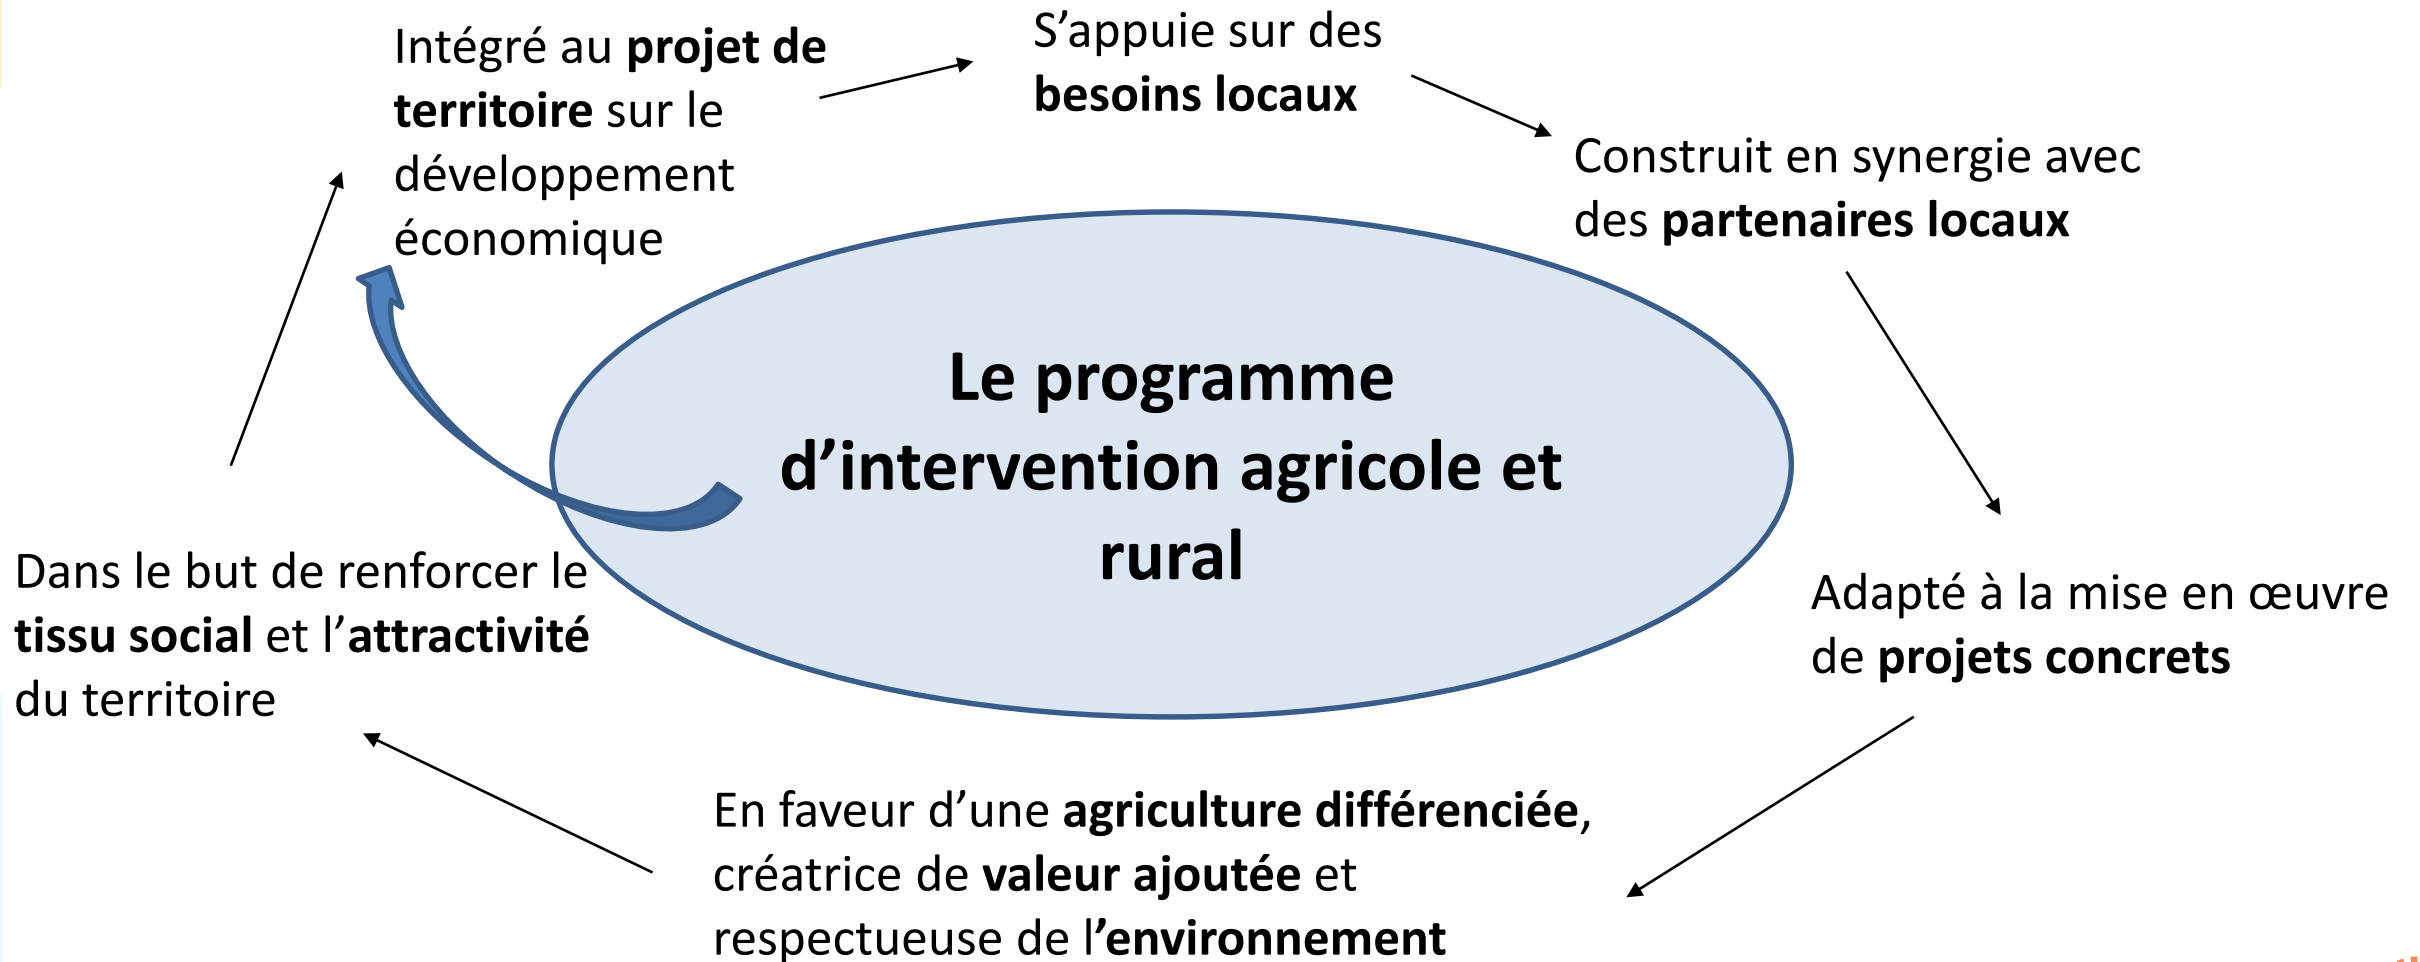 Intégré au projet de
territoire sur le
développement
économique
S’appuie sur des
besoins locaux
Construit en synergie avec
des partenaires locaux
Adapté à la mise en œuvre
de projets concrets
En faveur d’une agriculture différenciée,
créatrice de valeur ajoutée et
respectueuse de l’environnement
Dans le but de renforcer le
tissu social et l’attractivité
du territoire
Le programme
d’intervention agricole et
rural